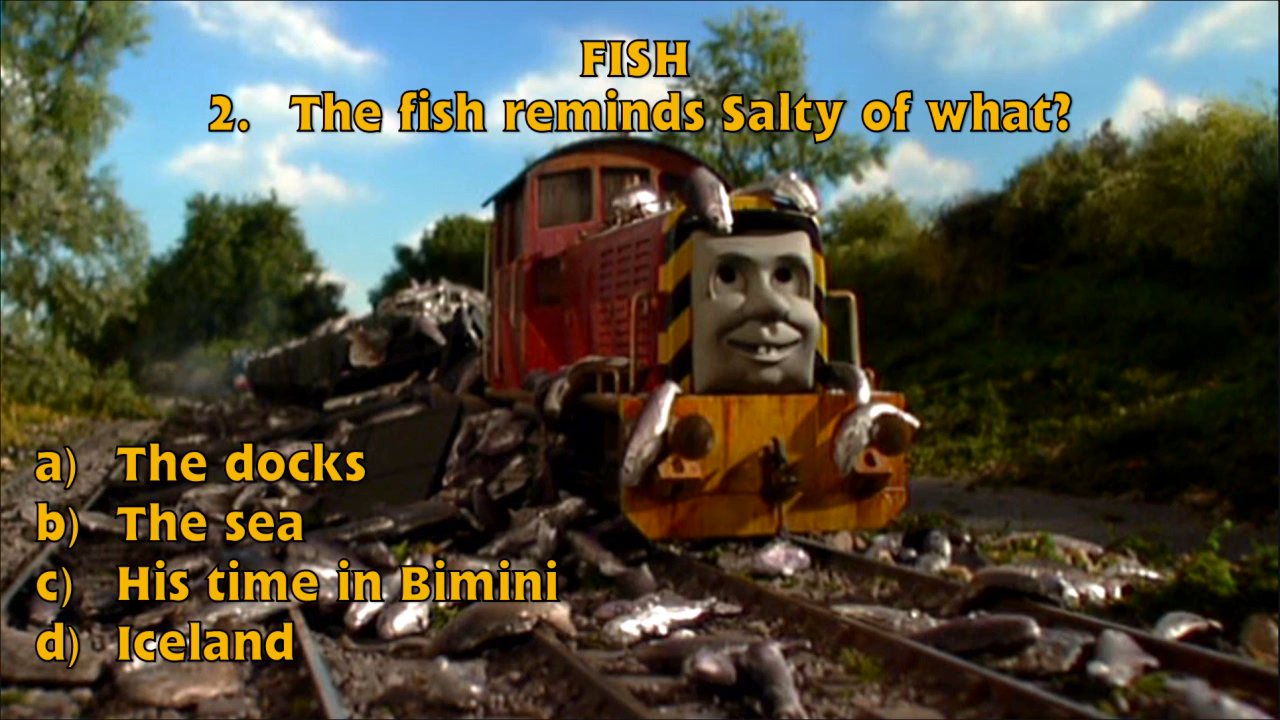 FISH
2. The fish reminds Salty of what?
a) The docks
b) The sea
c) His time in Bimini
d) Iceland